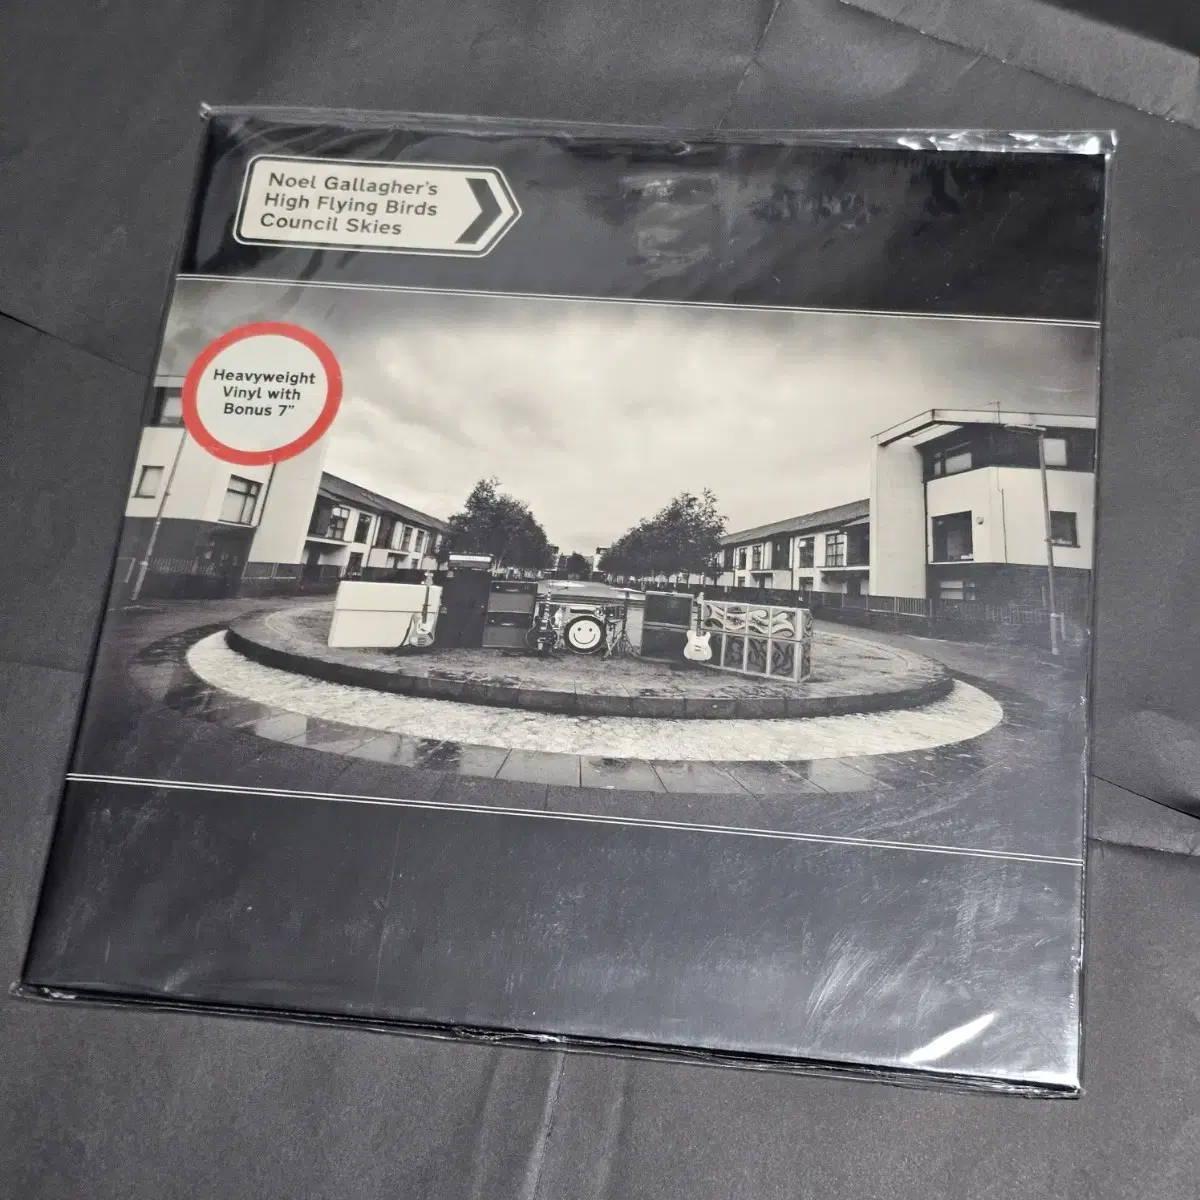 Noel Gallagher's
High Flying Birds
Council Skies
Heavyweight
Vinyl with
Bonus 7"